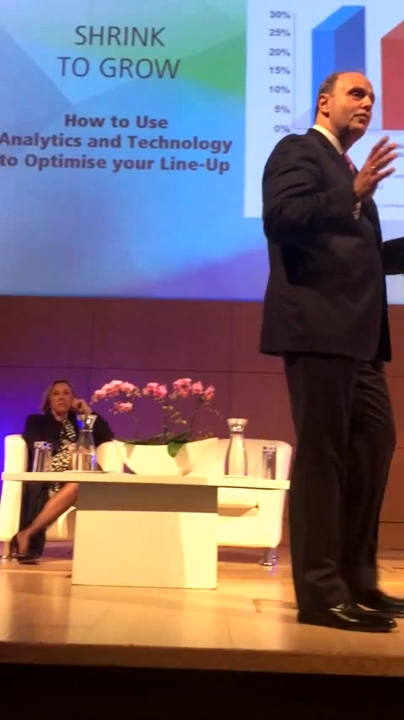 SHRINK
TO GROW
How to Use
Analytics and Technology
to Optimise your Line-Up
30%
25%
20%
15%
10%
5%
0%